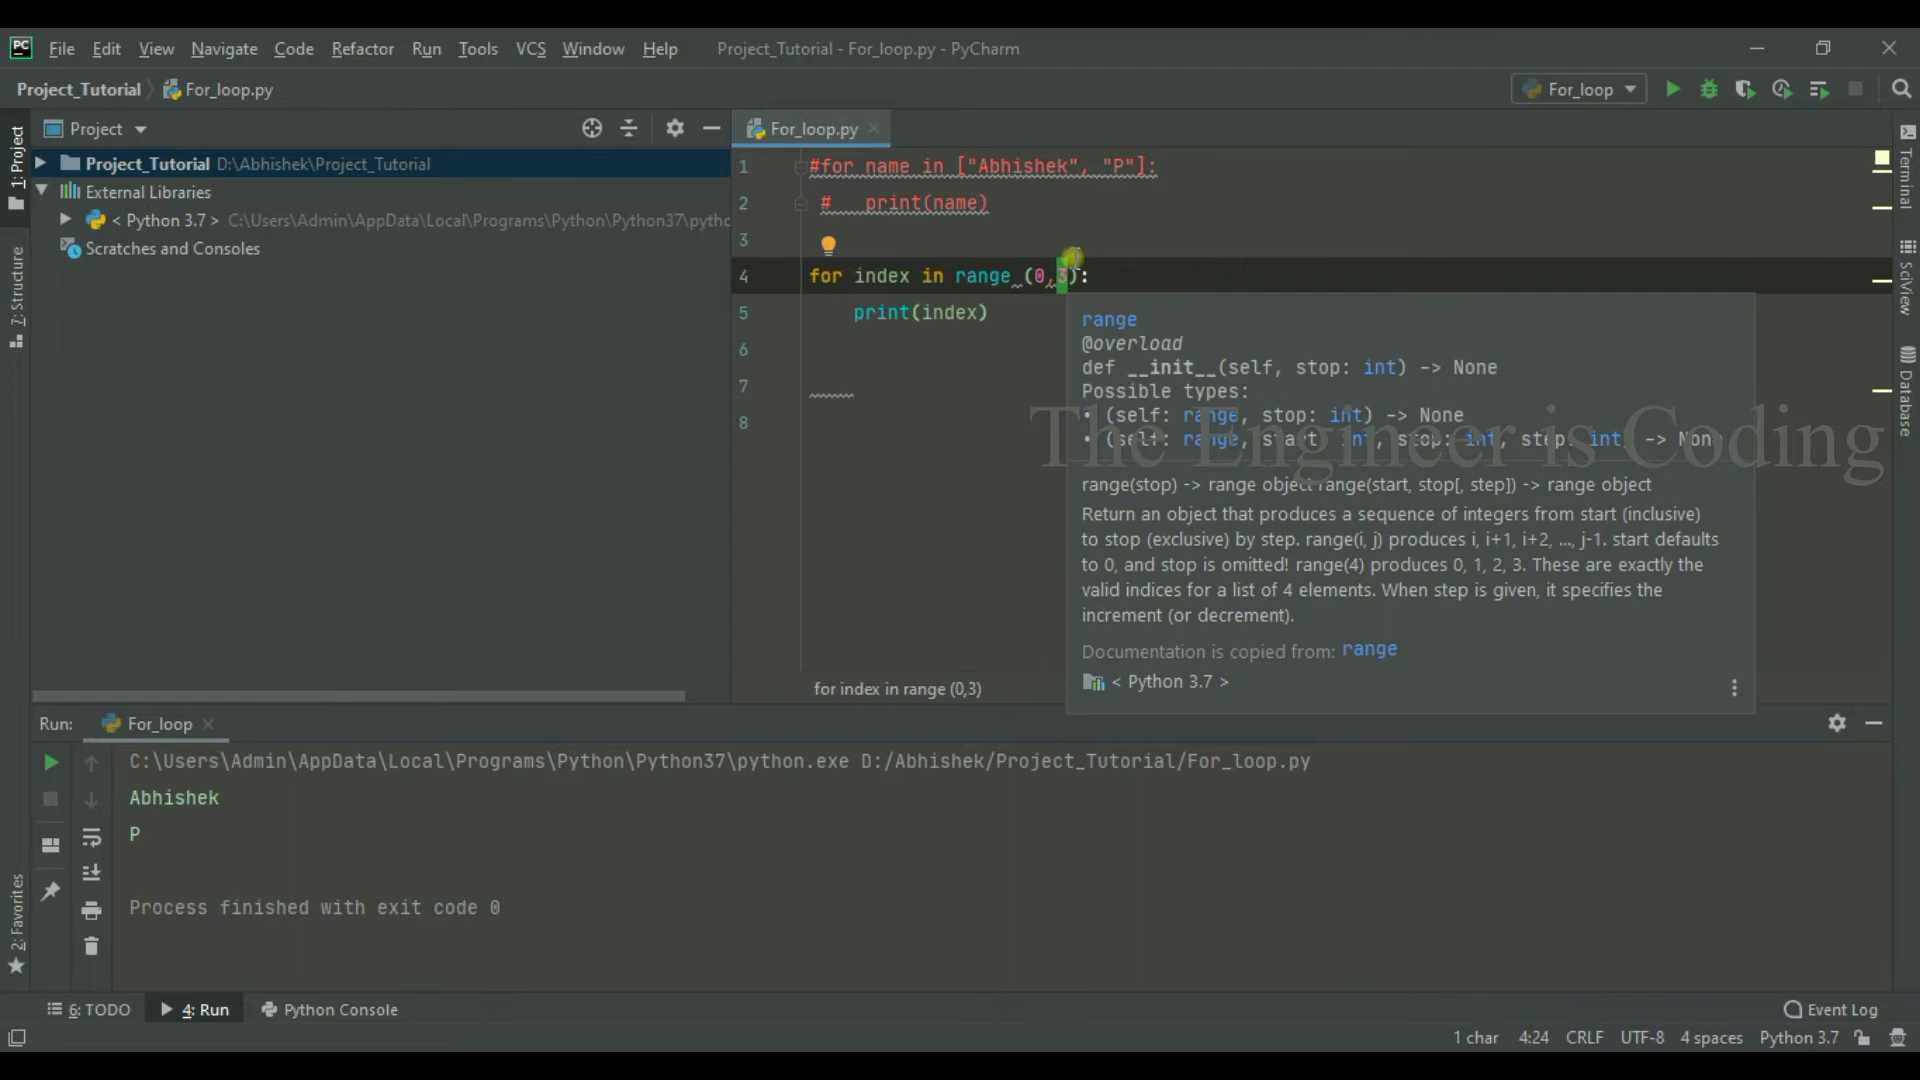 PC File Edit View Navigate Code Refactor Run Tools VCS Window Help Project_Tutorial - For_loop.py - PyCharm
Project_Tutorial For_loop.py For_loop
1: Project
Project
For_loop.py
Project_Tutorial D:\Abhishek\Project_Tutorial
External Libraries
< Python 3.7 > C:\Users\Admin\AppData\Local\Programs\Python\Python37\pytho
Scratches and Consoles
7: Structure
1 #for name in ["Abhishek", "P"]:
2 #   print(name)
3
4 for index in range (0,3):
5     print(index)
6
7
8
range
@overload
def __init__(self, stop: int) -> None
Possible types:
• (self: range, stop: int) -> None
• (self: range, start: int, stop: int, step: int) -> None
range(stop) -> range object range(start, stop[, step]) -> range object
Return an object that produces a sequence of integers from start (inclusive)
to stop (exclusive) by step. range(i, j) produces i, i+1, i+2, ..., j-1. start defaults
to 0, and stop is omitted! range(4) produces 0, 1, 2, 3. These are exactly the
valid indices for a list of 4 elements. When step is given, it specifies the
increment (or decrement).
Documentation is copied from: range
< Python 3.7 >
The Engineer is Coding
for index in range (0,3)
Terminal
SciView
Database
Run: For_loop
C:\Users\Admin\AppData\Local\Programs\Python\Python37\python.exe D:/Abhishek/Project_Tutorial/For_loop.py
Abhishek
P
Process finished with exit code 0
2: Favorites
6: TODO 4: Run Python Console Event Log
1 char 4:24 CRLF UTF-8 4 spaces Python 3.7